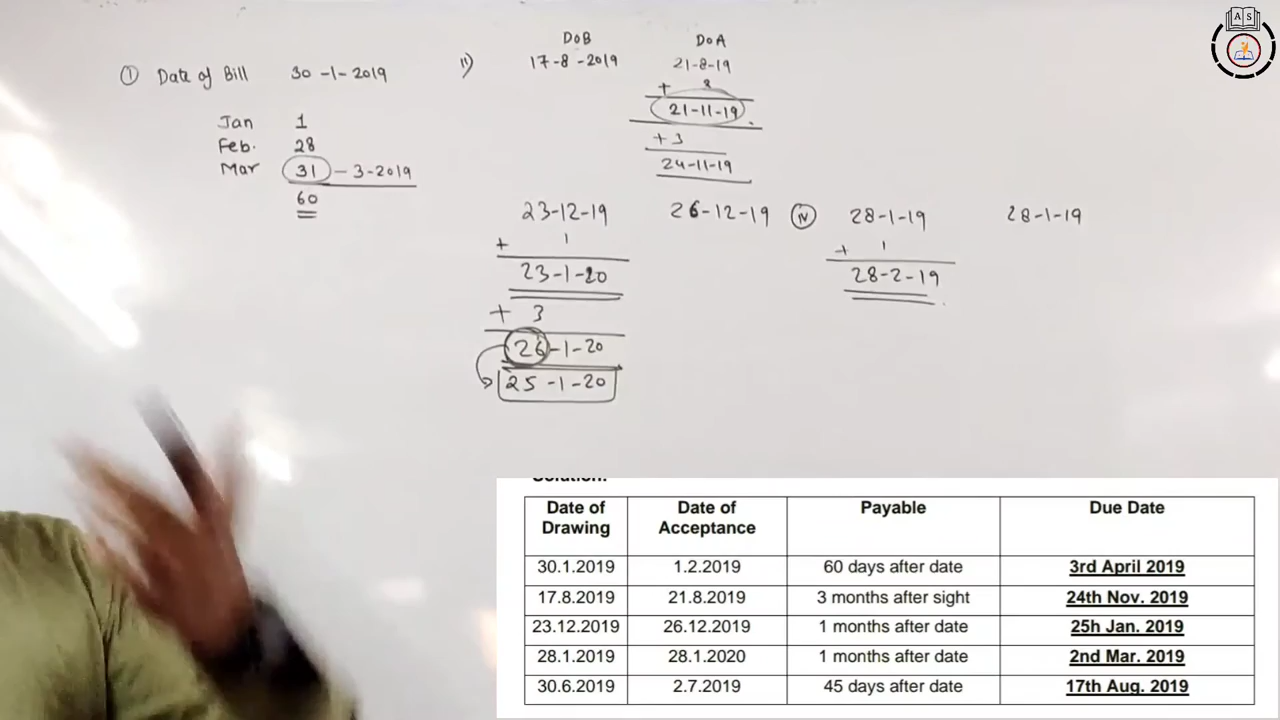 A S
① Date of Bill 30-1-2019
Jan 1
Feb. 28
Mar 31 - 3-2019
60
11)
DOB
17-8-2019
DOA
21-8-19
+ 3
21-11-19
+3
24-11-19
23-12-19 26-12-19
+ 1
23-1-20
+ 3
26-1-20
25-1-20
IV 28-1-19 28-1-19
+ 1
28-2-19
Solution:
Date of Drawing Date of Acceptance Payable Due Date
30.1.2019 1.2.2019 60 days after date 3rd April 2019
17.8.2019 21.8.2019 3 months after sight 24th Nov. 2019
23.12.2019 26.12.2019 1 months after date 25h Jan. 2019
28.1.2019 28.1.2020 1 months after date 2nd Mar. 2019
30.6.2019 2.7.2019 45 days after date 17th Aug. 2019